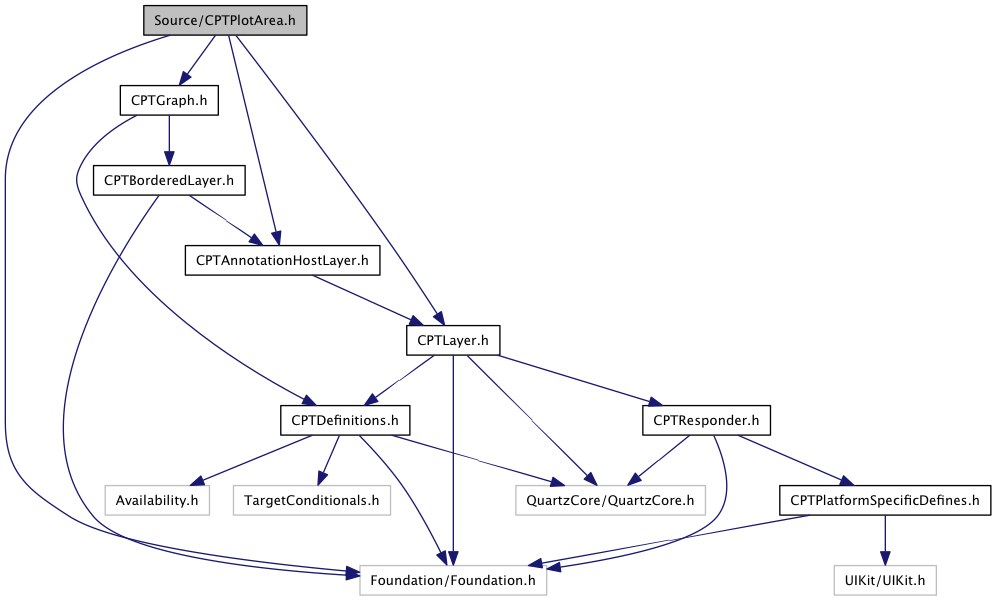 Source/CPTPlotArea.h
CPTGraph.h
CPTBorderedLayer.h
CPTAnnotationHostLayer.h
CPTLayer.h
CPTDefinitions.h
CPTResponder.h
Availability.h
TargetConditionals.h
QuartzCore/QuartzCore.h
CPTPlatformSpecificDefines.h
Foundation/Foundation.h
UIKit/UIKit.h